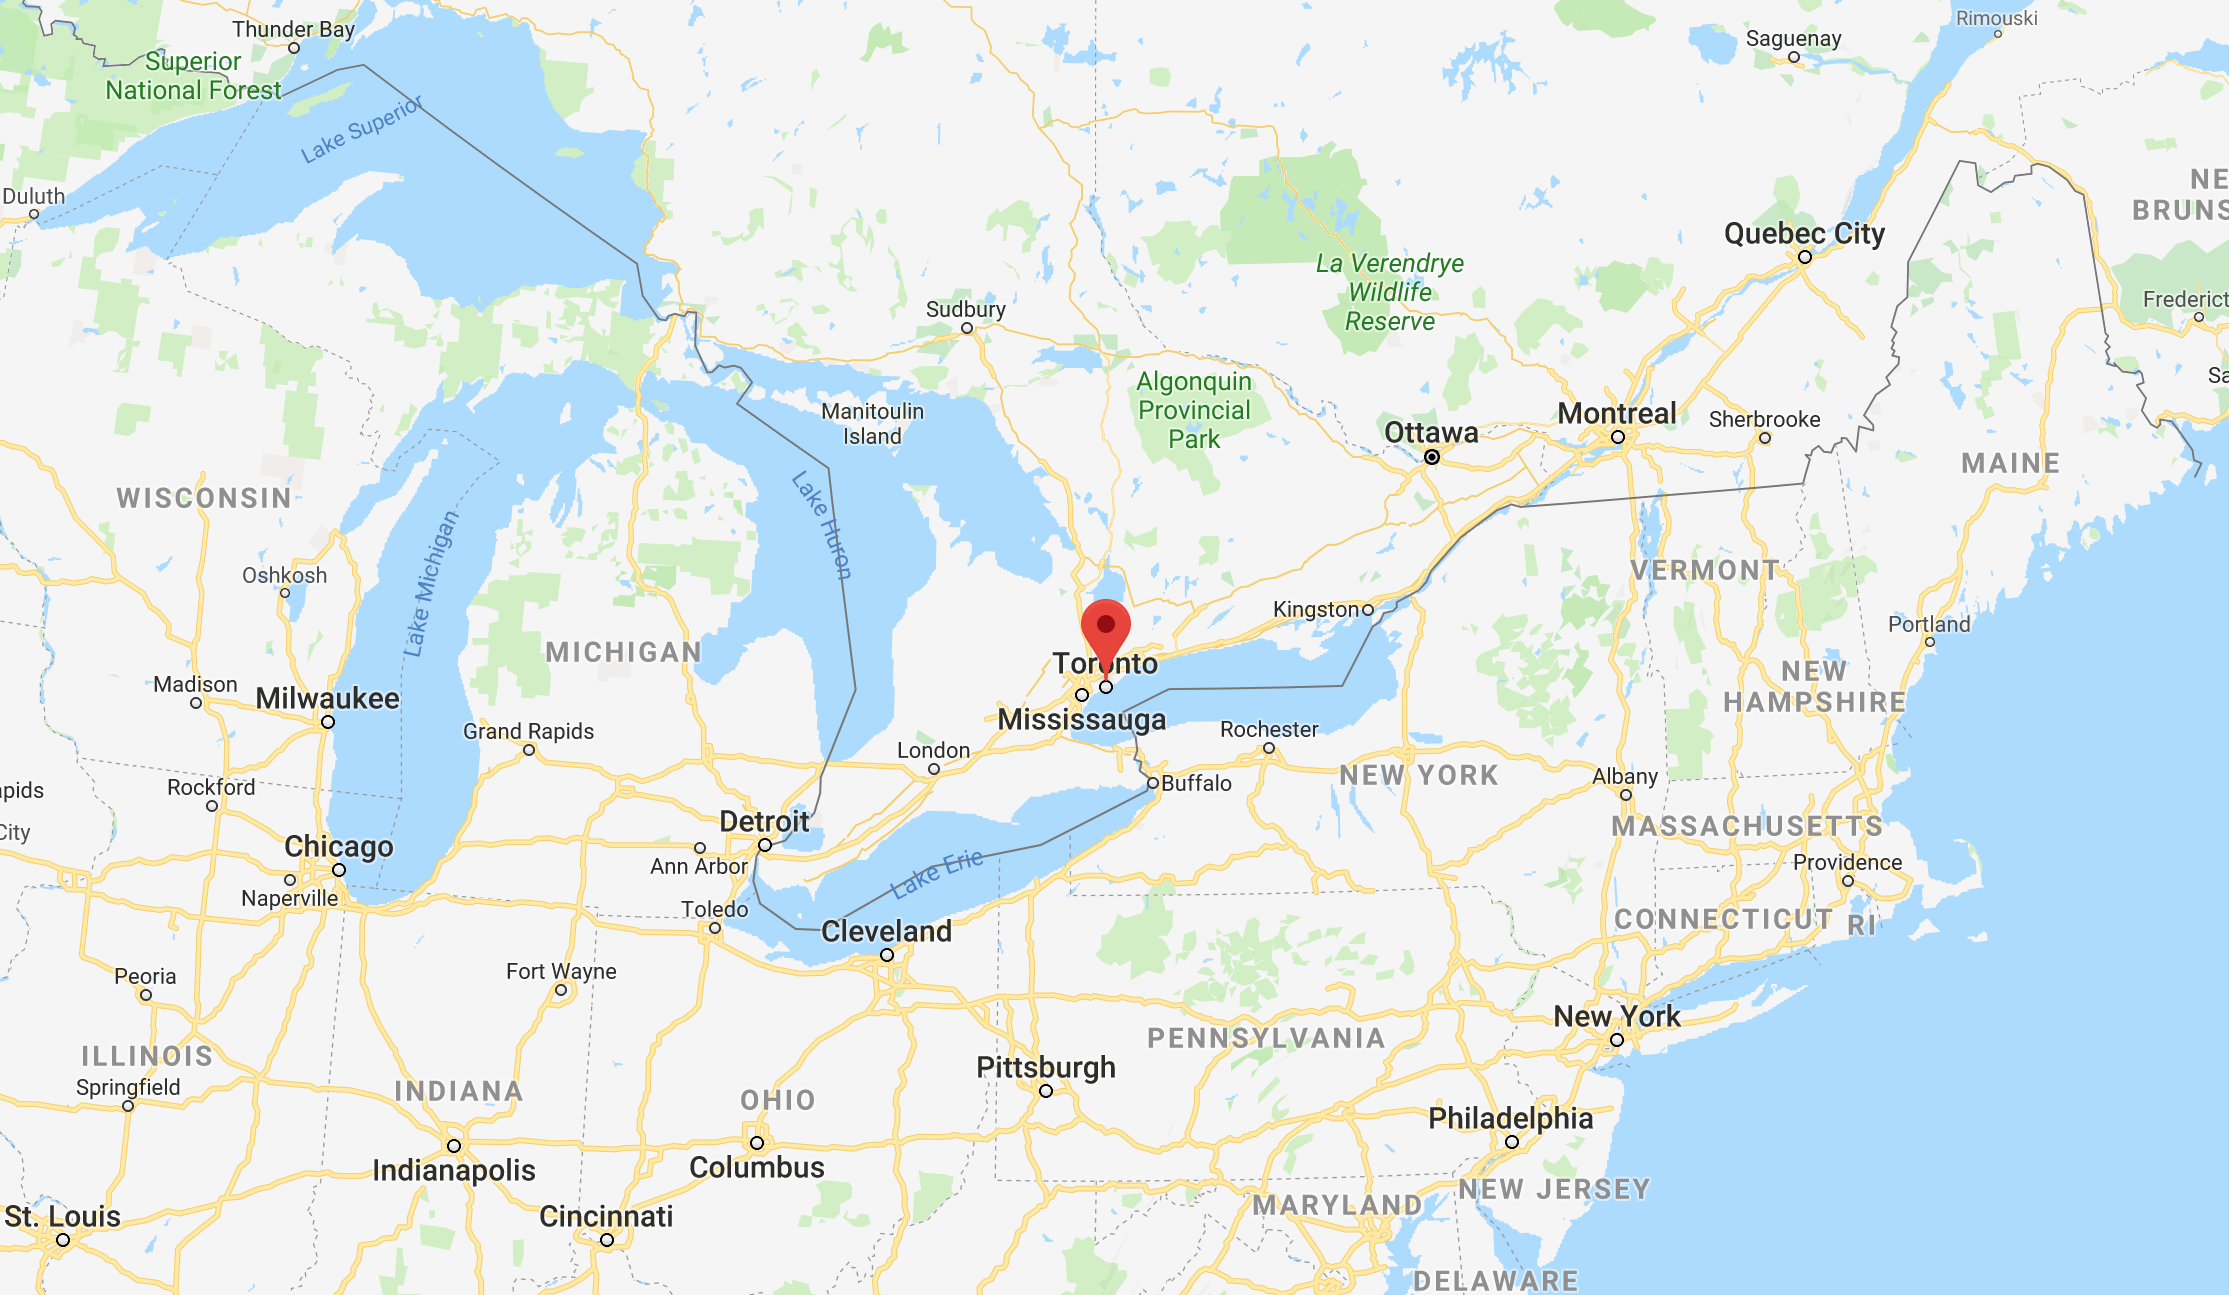 Thunder Bay
Superior
National Forest
Lake Superior
Duluth
Rimouski
Saguenay
Quebec City
Sudbury
La Verendrye
Wildlife
Reserve
Algonquin
Provincial
Park
Manitoulin
Island
Ottawa
Montreal
Sherbrooke
MAINE
NE
BRUNS
Frederict
Sa
WISCONSIN
Lake Michigan
Lake Huron
Oshkosh
MICHIGAN
Kingston
VERMONT
Portland
NEW
HAMPSHIRE
Toronto
Mississauga
Madison
Milwaukee
Grand Rapids
London
Rochester
Buffalo
NEW YORK
Albany
MASSACHUSETTS
Providence
CONNECTICUT
RI
apids
City
Rockford
Chicago
Naperville
Detroit
Ann Arbor
Toledo
Lake Erie
Cleveland
Peoria
Fort Wayne
New York
PENNSYLVANIA
Pittsburgh
ILLINOIS
Springfield
INDIANA
OHIO
Philadelphia
Indianapolis
Columbus
NEW JERSEY
MARYLAND
St. Louis
Cincinnati
DELAWARE